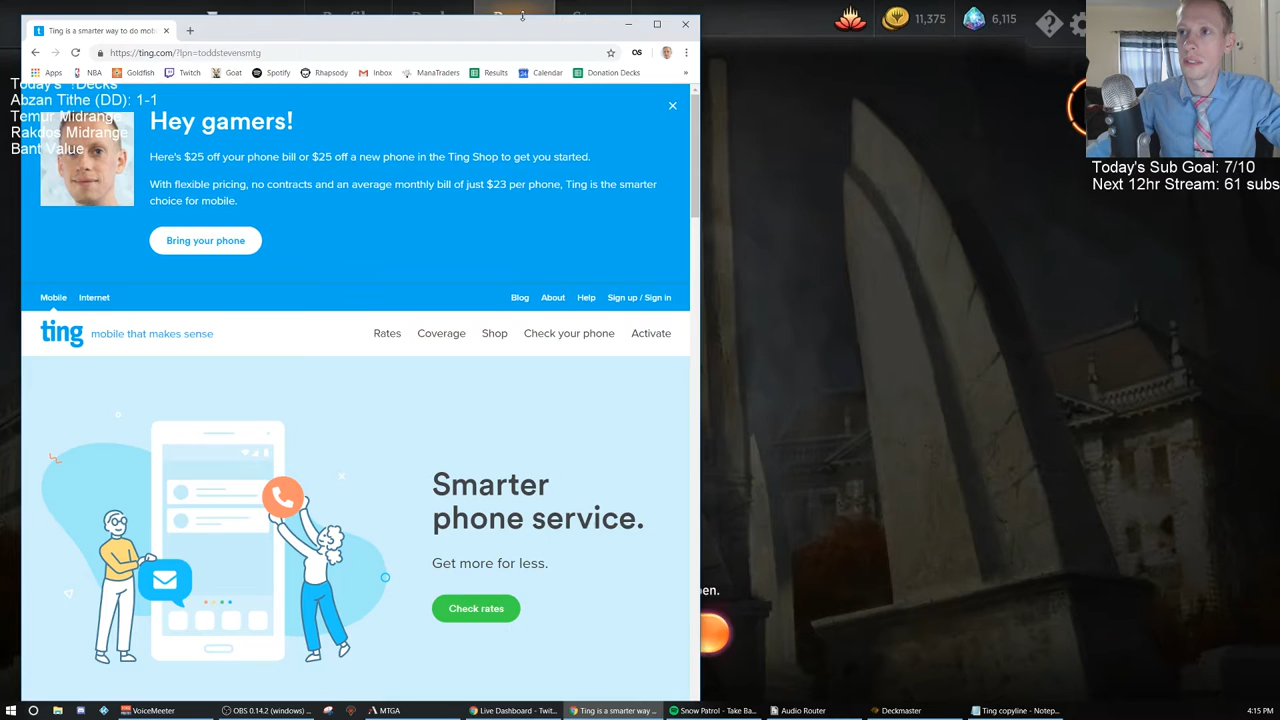 11,375
6,115
Ting is a smarter way to do mob
https://ting.com/?lpn=toddstevensmtg
OS
Apps
NBA
Goldfish
Twitch
Goat
Spotify
Rhapsody
Inbox
ManaTraders
Results
Calendar
Donation Decks
»
Today's !Decks
Abzan Tithe (DD): 1-1
Temur Midrange
Rakdos Midrange
Bant Value
Hey gamers!
Here's $25 off your phone bill or $25 off a new phone in the Ting Shop to get you started.
With flexible pricing, no contracts and an average monthly bill of just $23 per phone, Ting is the smarter
choice for mobile.
Bring your phone
Today's Sub Goal: 7/10
Next 12hr Stream: 61 subs
Mobile
Internet
Blog
About
Help
Sign up / Sign in
ting
mobile that makes sense
Rates
Coverage
Shop
Check your phone
Activate
Smarter
phone service.
Get more for less.
Check rates
pen.
VoiceMeeter
OBS 0.14.2 (windows) ...
MTGA
Live Dashboard - Twit...
Ting is a smarter way ...
Snow Patrol - Take Ba...
Audio Router
Deckmaster
Ting copyline - Notep...
4:15 PM